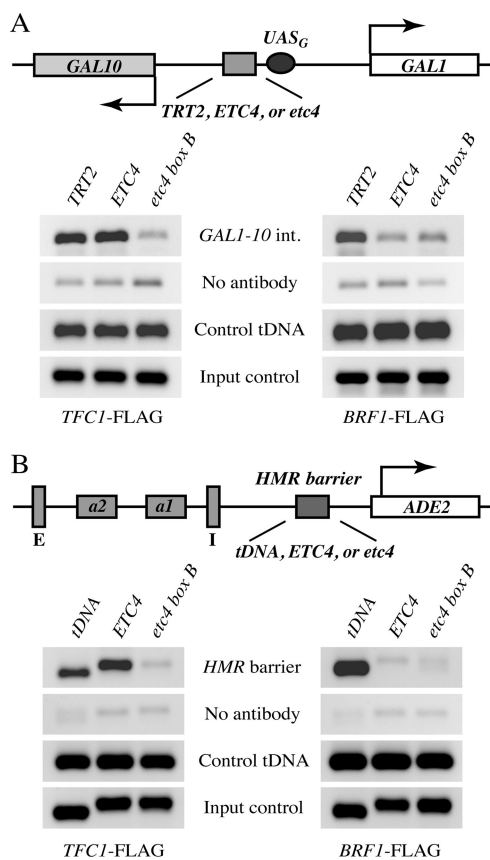 A
UAS_G
GAL10
GAL1
TRT2, ETC4, or etc4
TRT2 ETC4 etc4 box B
TRT2 ETC4 etc4 box B
GAL1-10 int.
No antibody
Control tDNA
Input control
TFC1-FLAG BRF1-FLAG
B
HMR barrier
a2 a1 ADE2
E I
tDNA, ETC4, or etc4
tDNA ETC4 etc4 box B
tDNA ETC4 etc4 box B
HMR barrier
No antibody
Control tDNA
Input control
TFC1-FLAG BRF1-FLAG